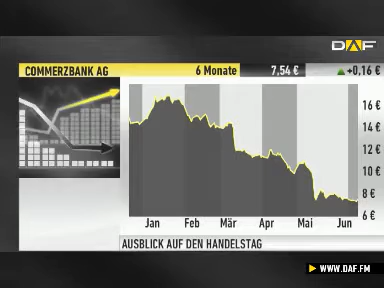 DAF
COMMERZBANK AG 6 Monate 7,54 € +0,16 €
16 €
14 €
12 €
10 €
8 €
6 €
Jan Feb Mär Apr Mai Jun
AUSBLICK AUF DEN HANDELSTAG
WWW.DAF.FM